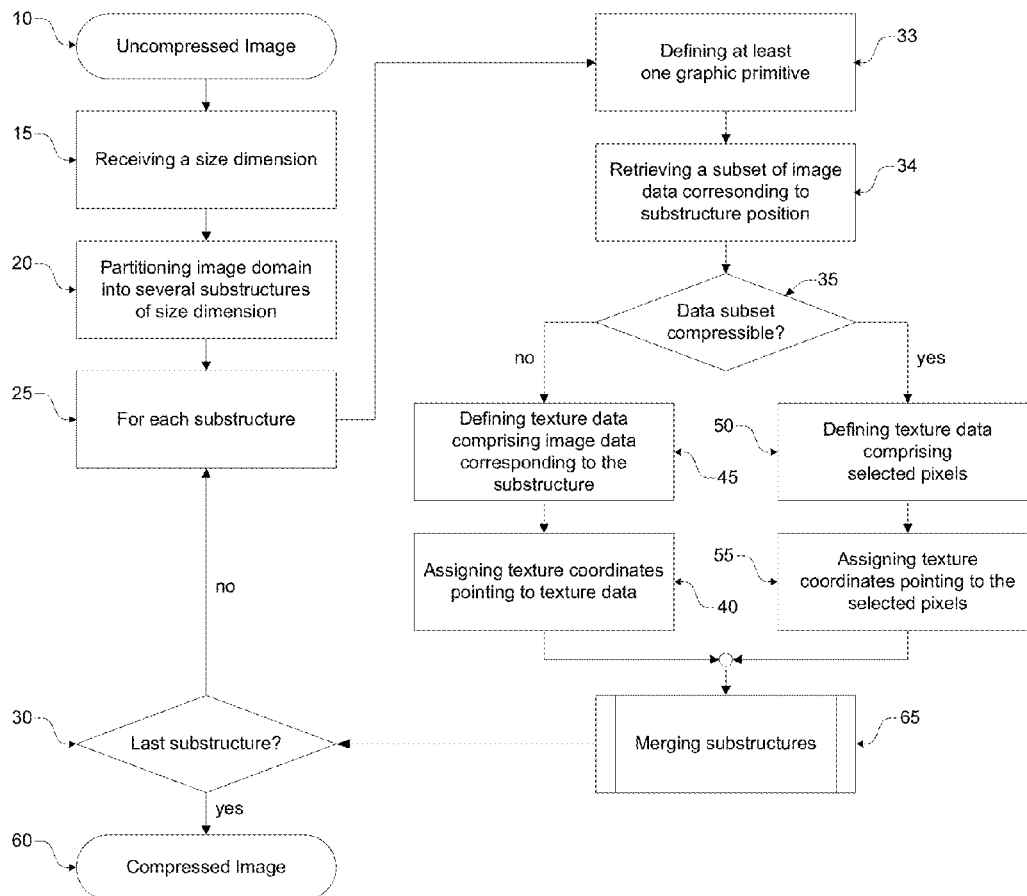 10
Uncompressed Image
15
Receiving a size dimension
20
Partitioning image domain
into several substructures
of size dimension
25
For each substructure
no
30
Last substructure?
yes
60
Compressed Image
Defining at least
one graphic primitive
33
Retrieving a subset of image
data corresonding to
substructure position
34
35
Data subset
compressible?
no
yes
Defining texture data
comprising image data
corresponding to the
substructure
45
50
Defining texture data
comprising
selected pixels
Assigning texture coordinates
pointing to texture data
40
55
Assigning texture
coordinates pointing to the
selected pixels
Merging substructures
65